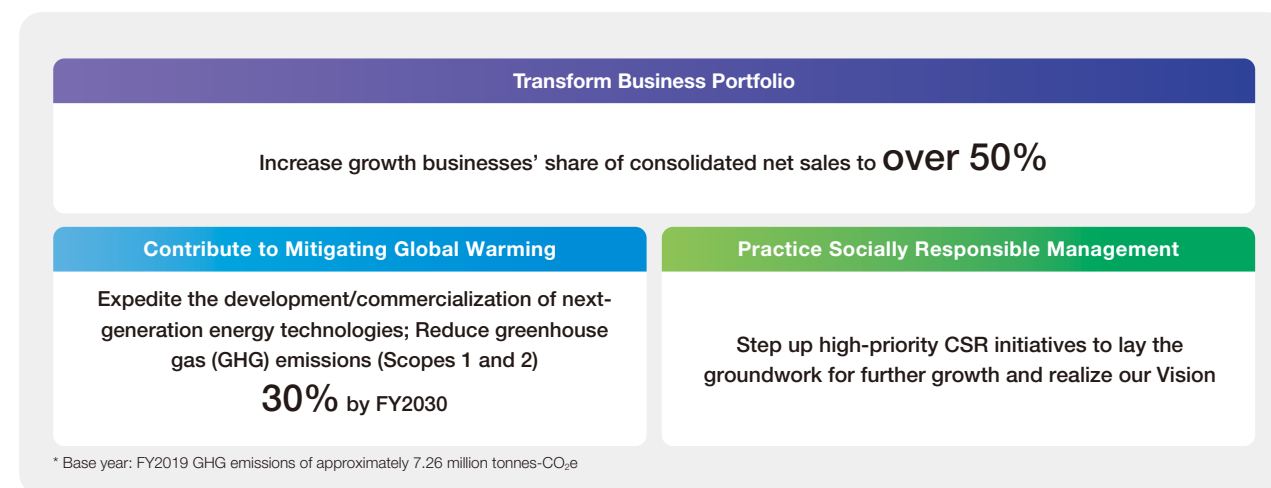 Transform Business Portfolio
Increase growth businesses’ share of consolidated net sales to over 50%
Contribute to Mitigating Global Warming
Expedite the development/commercialization of next-
generation energy technologies; Reduce greenhouse
gas (GHG) emissions (Scopes 1 and 2)
30% by FY2030
Practice Socially Responsible Management
Step up high-priority CSR initiatives to lay the
groundwork for further growth and realize our Vision
* Base year: FY2019 GHG emissions of approximately 7.26 million tonnes-CO₂e